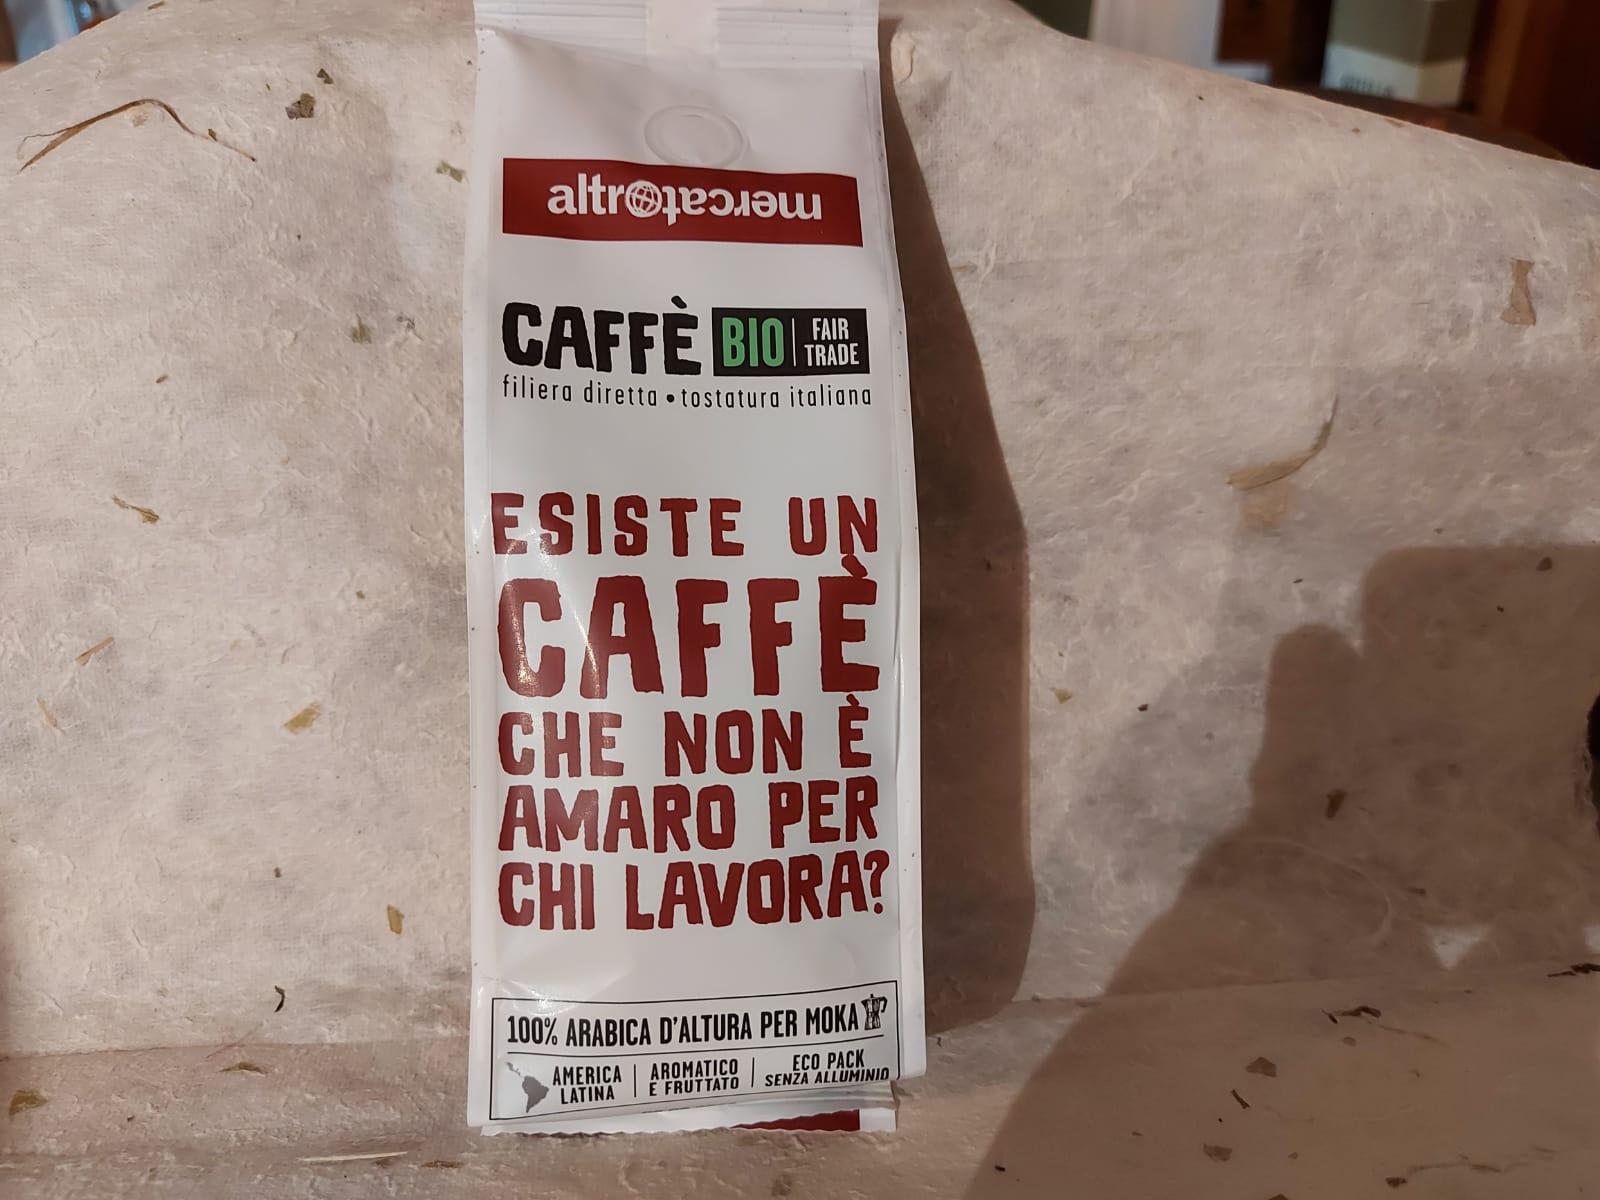 altromercato
CAFFÈ BIO FAIR TRADE
filiera diretta • tostatura italiana
ESISTE UN
CAFFÈ
CHE NON È
AMARO PER
CHI LAVORA?
100% ARABICA D'ALTURA PER MOKA
AMERICA LATINA
AROMATICO E FRUTTATO
ECO PACK SENZA ALLUMINIO